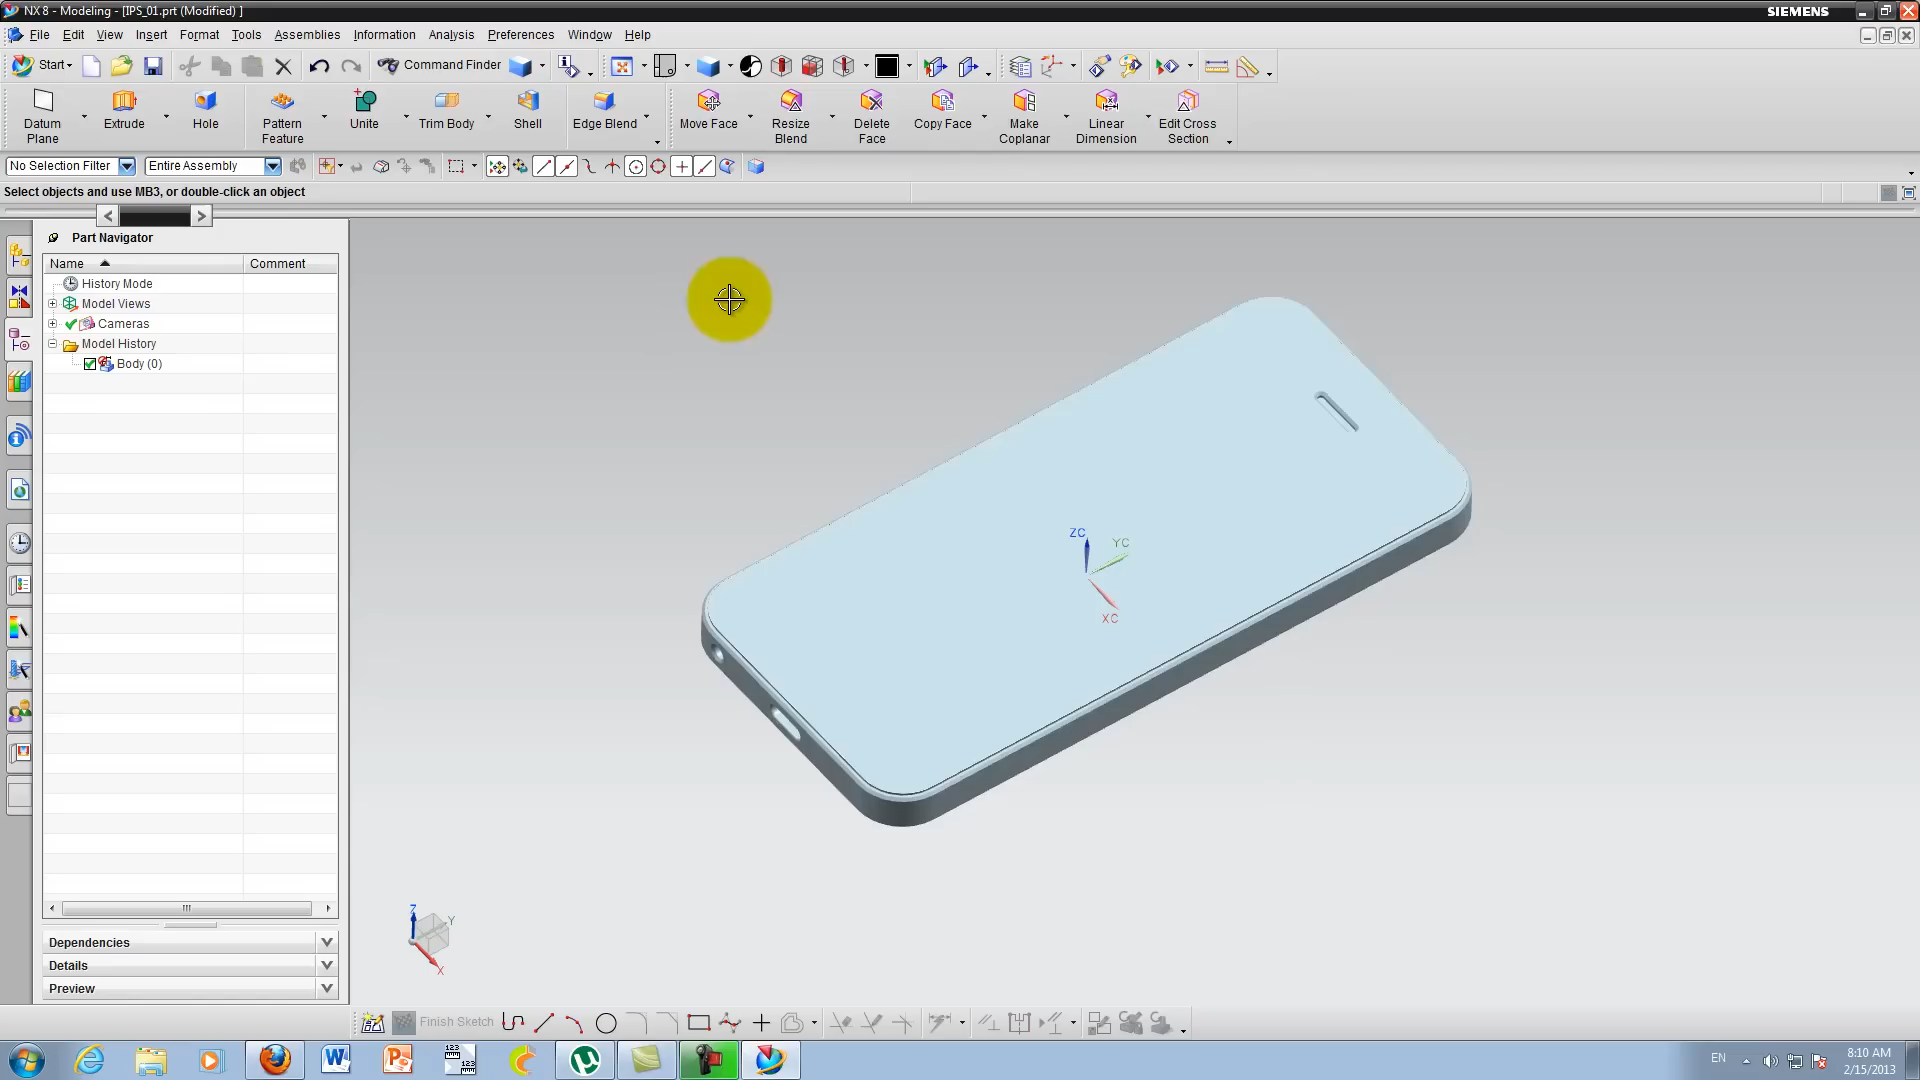 NX 8 - Modeling - [IPS_01.prt (Modified) ]
SIEMENS
File Edit View Insert Format Tools Assemblies Information Analysis Preferences Window Help
Start Command Finder
Datum Plane
Extrude
Hole
Pattern Feature
Unite
Trim Body
Shell
Edge Blend
Move Face
Resize Blend
Delete Face
Copy Face
Make Coplanar
Linear Dimension
Edit Cross Section
No Selection Filter Entire Assembly
Select objects and use MB3, or double-click an object
Part Navigator
Name Comment
History Mode
Model Views
Cameras
Model History
Body (0)
ZC
YC
XC
Z
Y
X
Dependencies
Details
Preview
Finish Sketch
123
123
EN
8:10 AM
2/15/2013